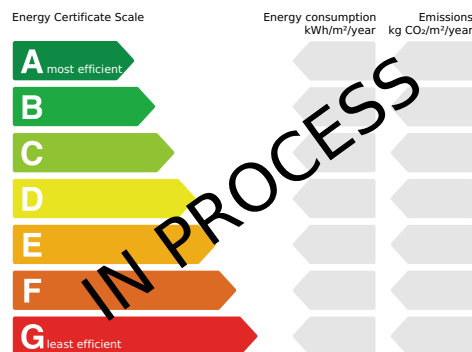 Energy Certificate Scale
Energy consumption
kWh/m²/year
Emissions
kg CO₂/m²/year
A most efficient
B
C
D
E
F
G least efficient
IN PROCESS